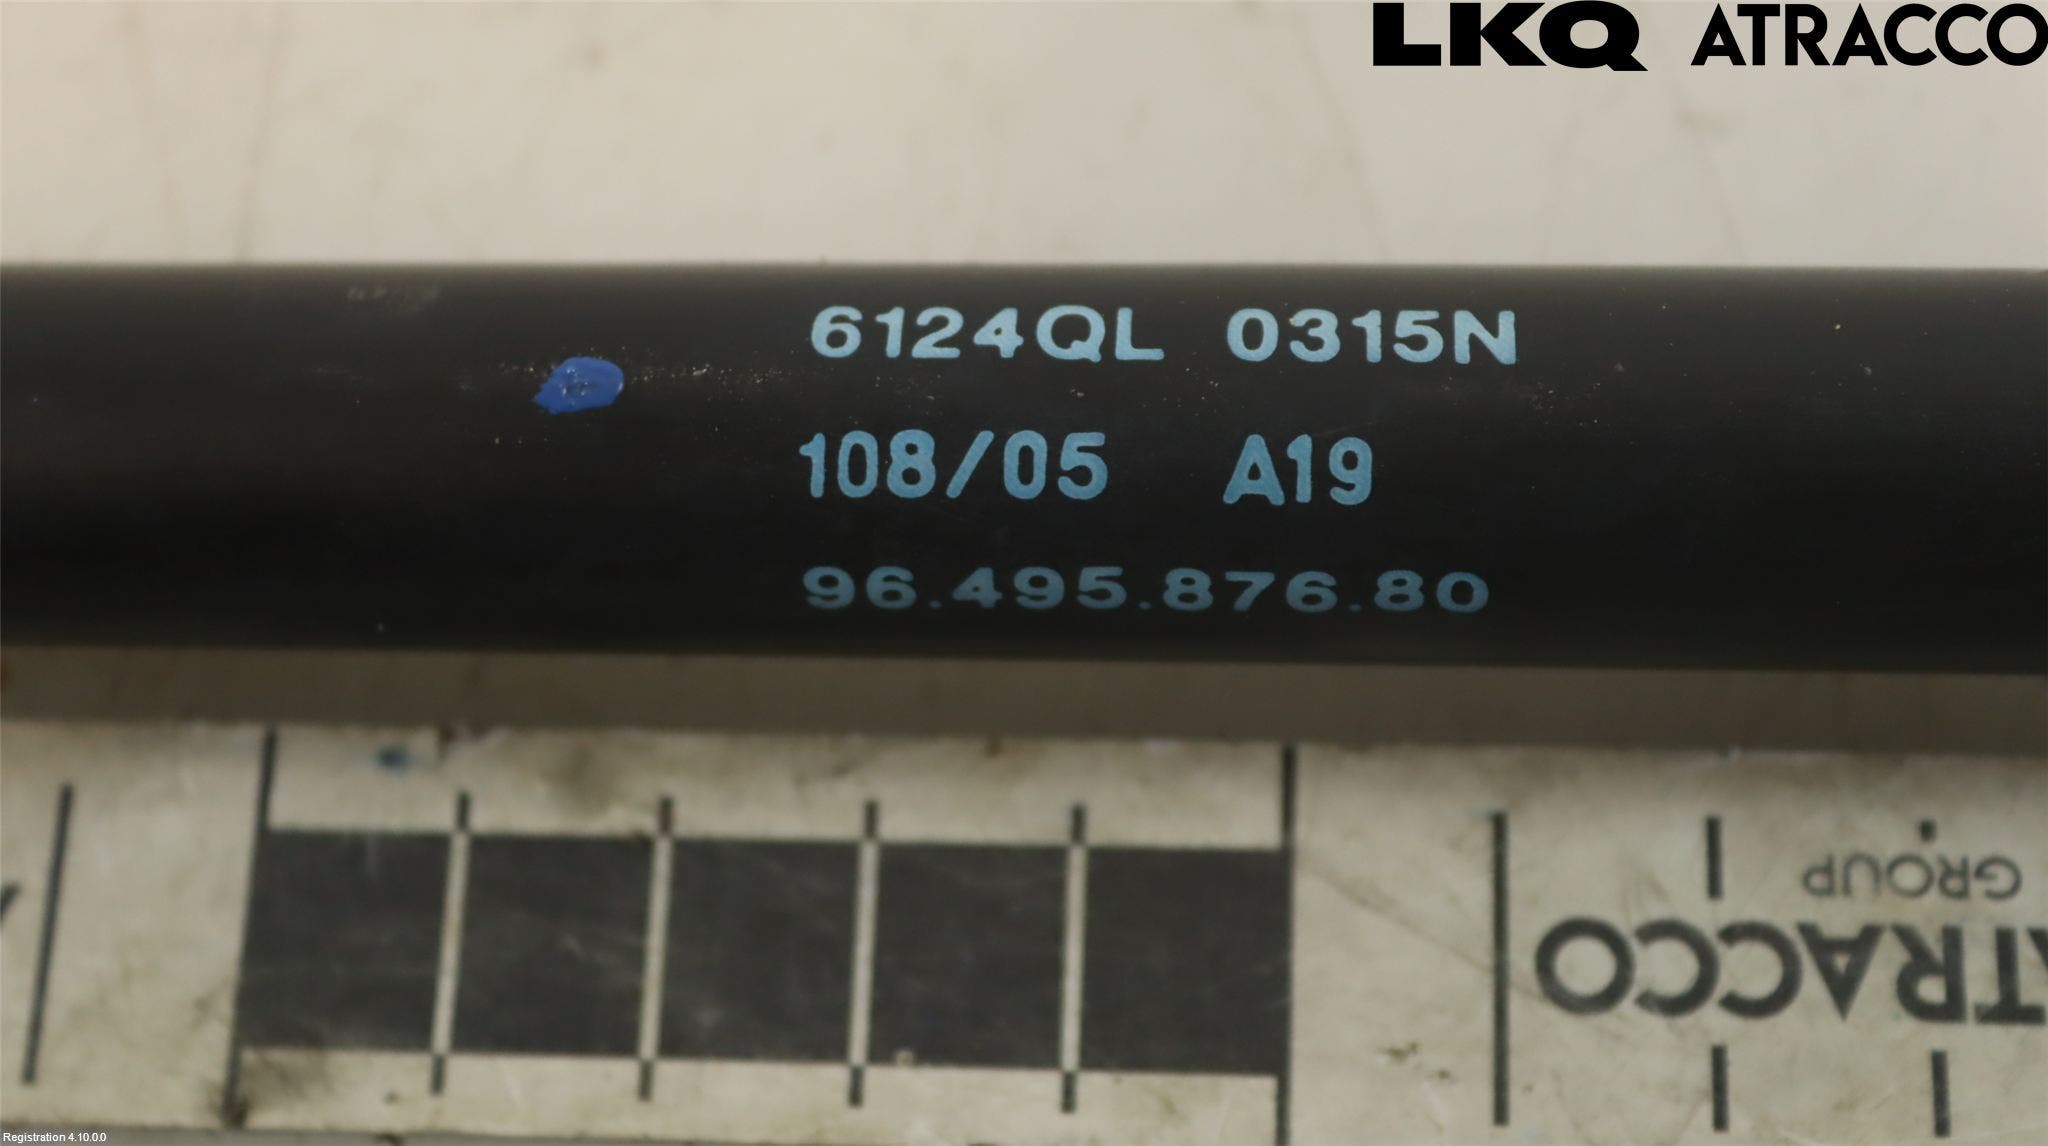 LKQ ATRACCO
6124QL 0315N
108/05 A19
96.495.876.80
GROUP
ATRACCO
Registration 4.10.0.0